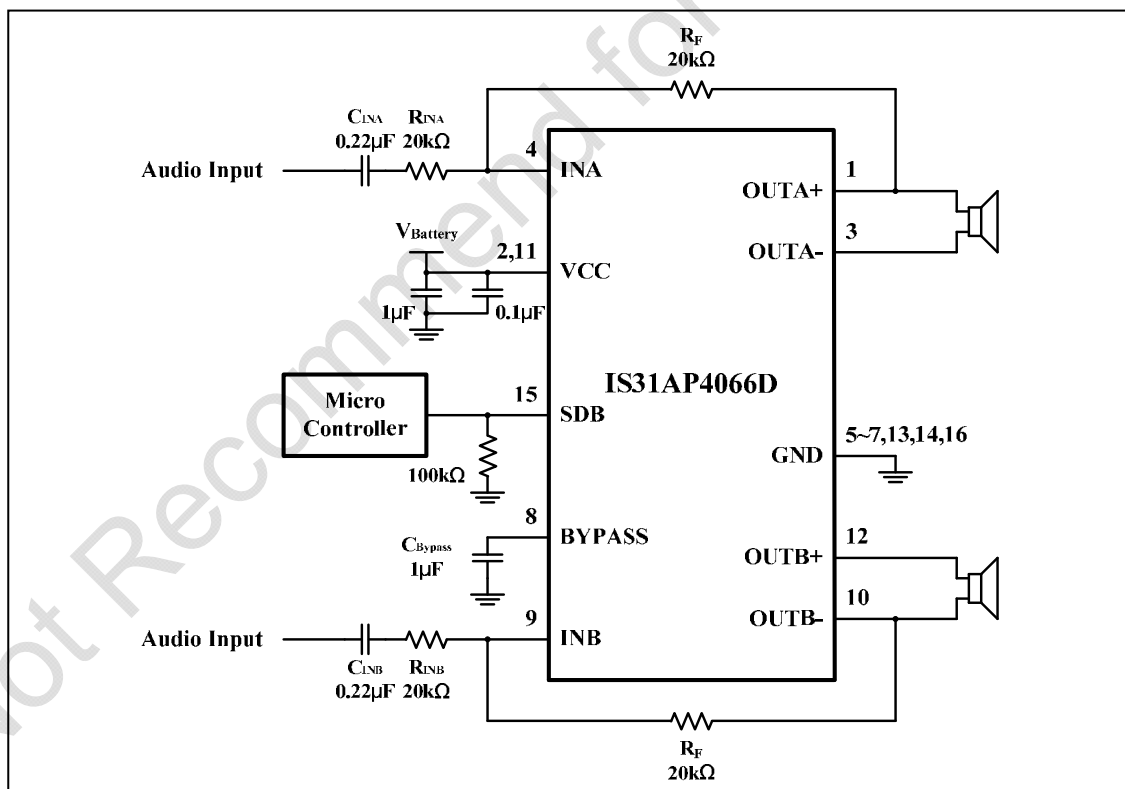 RF
20kΩ
CINA
0.22µF
RINA
20kΩ
Audio Input
4
INA
1
OUTA+
3
OUTA-
VBattery
2,11
VCC
1µF
0.1µF
IS31AP4066D
Micro
Controller
15
SDB
100kΩ
5~7,13,14,16
GND
8
BYPASS
CBypass
1µF
12
OUTB+
10
OUTB-
Audio Input
9
INB
CINB
0.22µF
RINB
20kΩ
RF
20kΩ
Not Recommend for